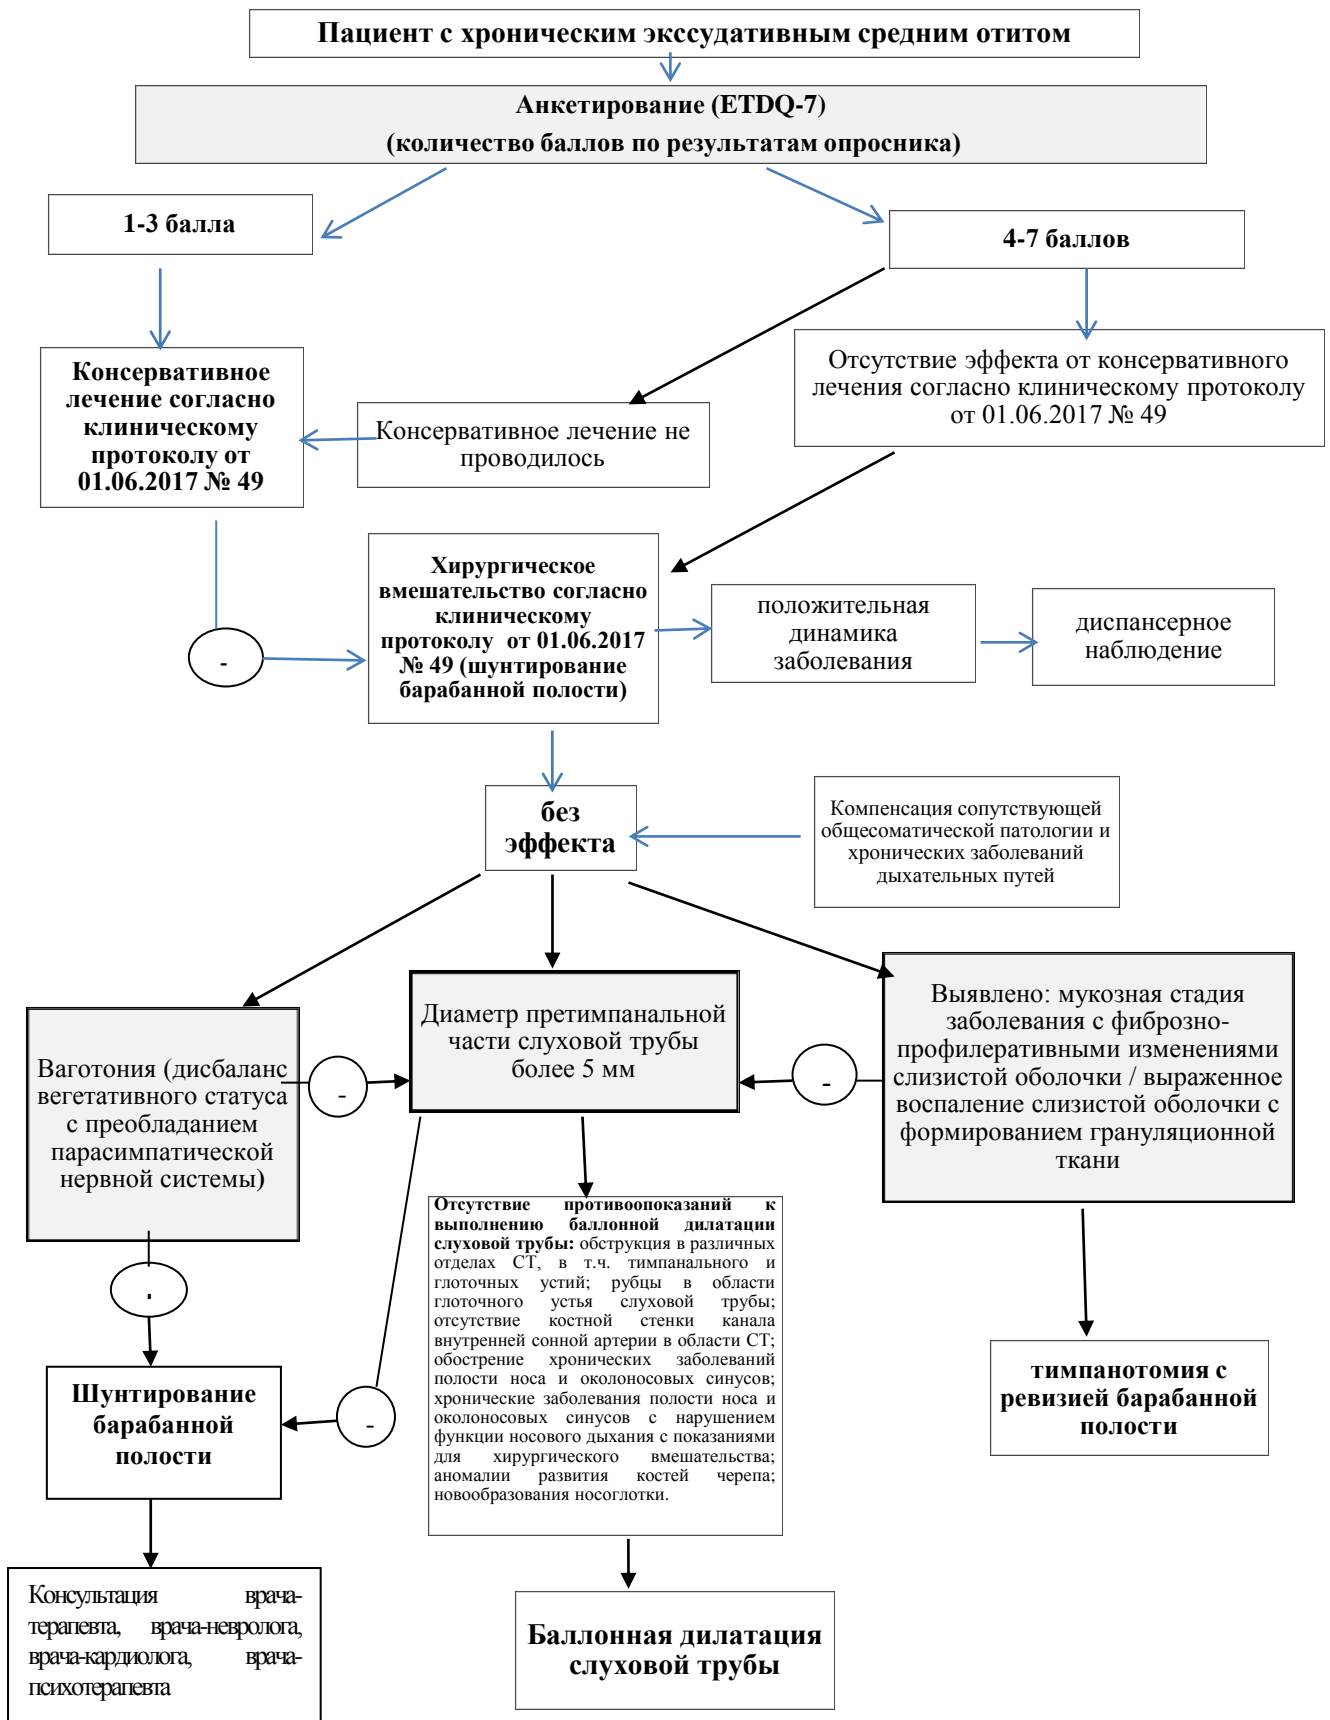 Пациент с хроническим экссудативным средним отитом
Анкетирование (ETDQ-7)
(количество баллов по результатам опросника)
1-3 балла
4-7 баллов
Консервативное
лечение согласно
клиническому
протоколу от
01.06.2017 № 49
Консервативное лечение не
проводилось
Отсутствие эффекта от консервативного
лечения согласно клиническому протоколу
от 01.06.2017 № 49
-
Хирургическое
вмешательство согласно
клиническому
протоколу от 01.06.2017
№ 49 (шунтирование
барабанной полости)
положительная
динамика
заболевания
диспансерное
наблюдение
без
эффекта
Компенсация сопутствующей
общесоматической патологии и
хронических заболеваний
дыхательных путей
Ваготония (дисбаланс
вегетативного статуса
с преобладанием
парасимпатической
нервной системы)
-
Диаметр претимпанальной
части слуховой трубы
более 5 мм
-
Выявлено: мукозная стадия
заболевания с фиброзно-
профилеративными изменениями
слизистой оболочки / выраженное
воспаление слизистой оболочки с
формированием грануляционной
ткани
Отсутствие противоопоказаний к
выполнению баллонной дилатации
слуховой трубы: обструкция в различных
отделах СТ, в т.ч. тимпанального и
глоточных устий; рубцы в области
глоточного устья слуховой трубы;
отсутствие костной стенки канала
внутренней сонной артерии в области СТ;
обострение хронических заболеваний
полости носа и околоносовых синусов;
хронические заболевания полости носа и
околоносовых синусов с нарушением
функции носового дыхания с показаниями
для хирургического вмешательства;
аномалии развития костей черепа;
новообразования носоглотки.
Шунтирование
барабанной
полости
-
тимпанотомия с
ревизией барабанной
полости
Консультация врача-
терапевта, врача-невролога,
врача-кардиолога, врача-
психотерапевта
Баллонная дилатация
слуховой трубы